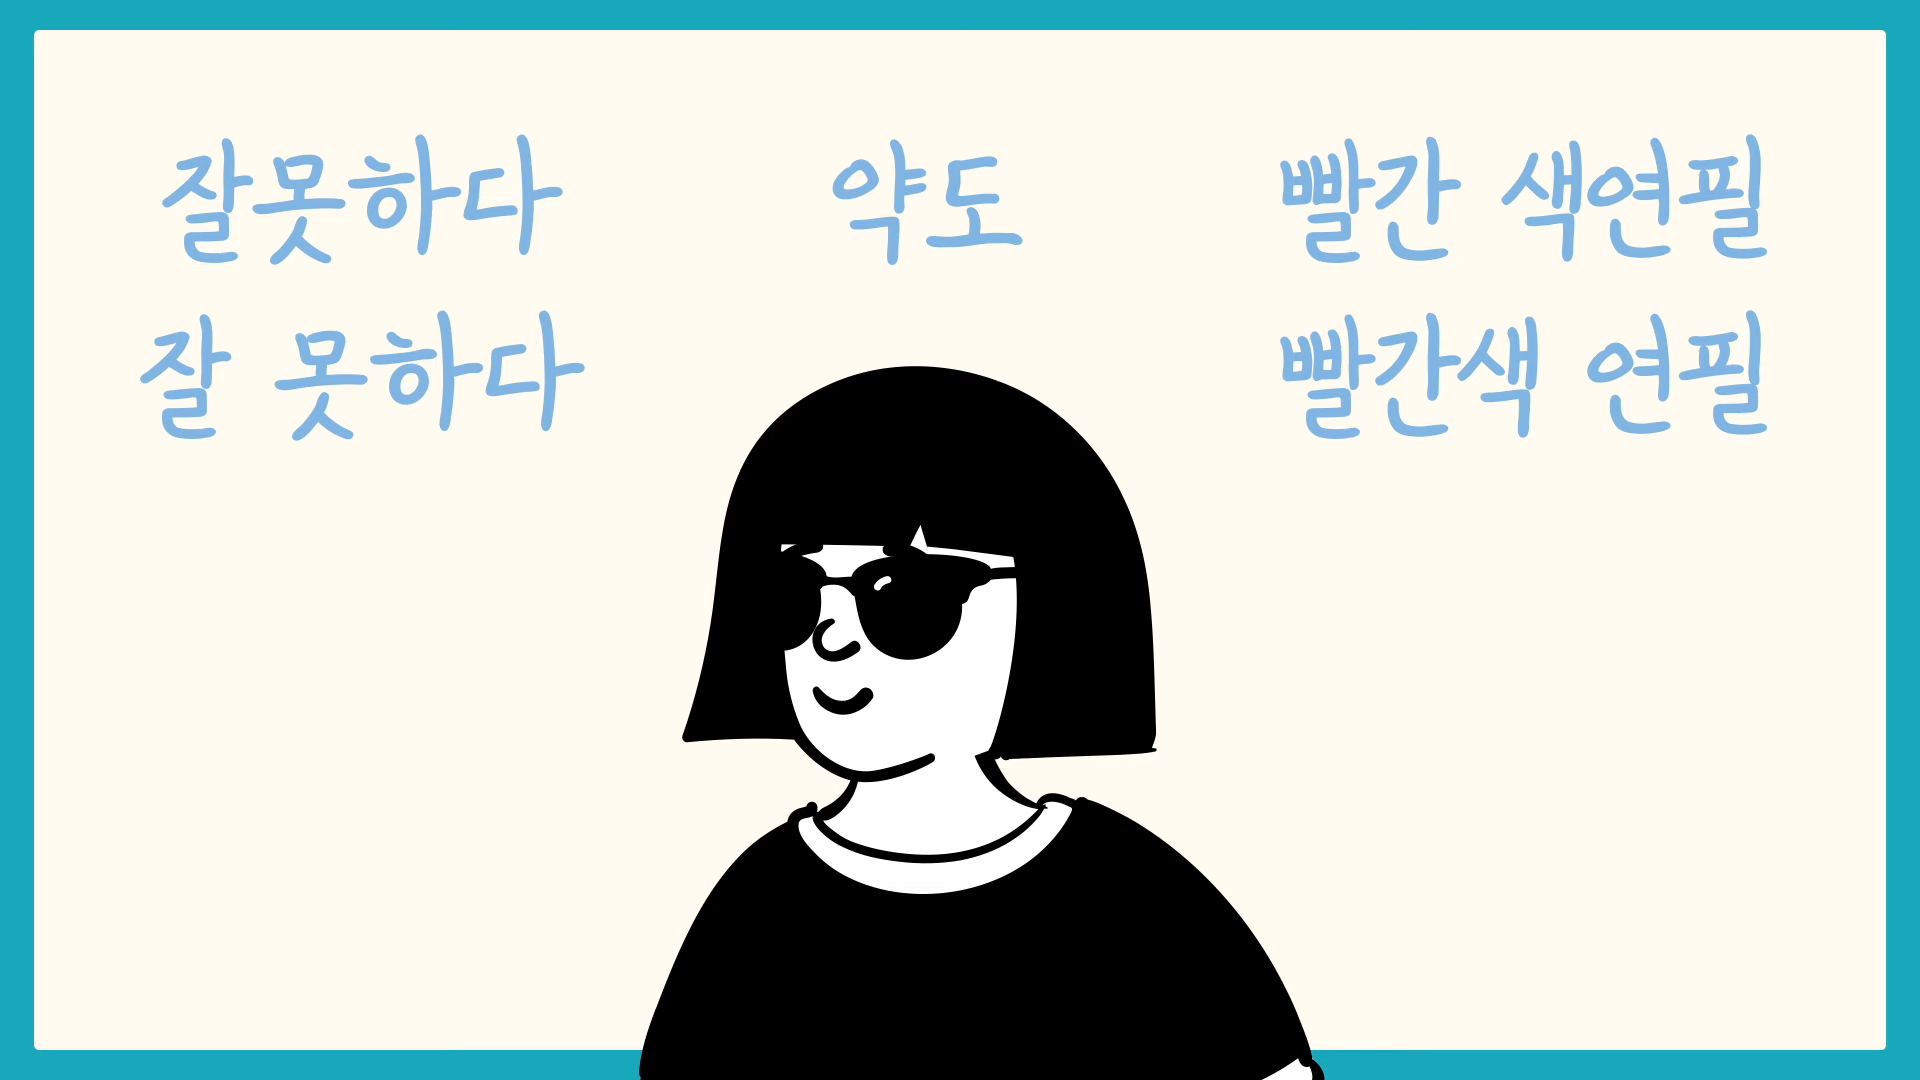 잘못하다
잘 못하다
약도
빨간 색연필
빨간색 연필